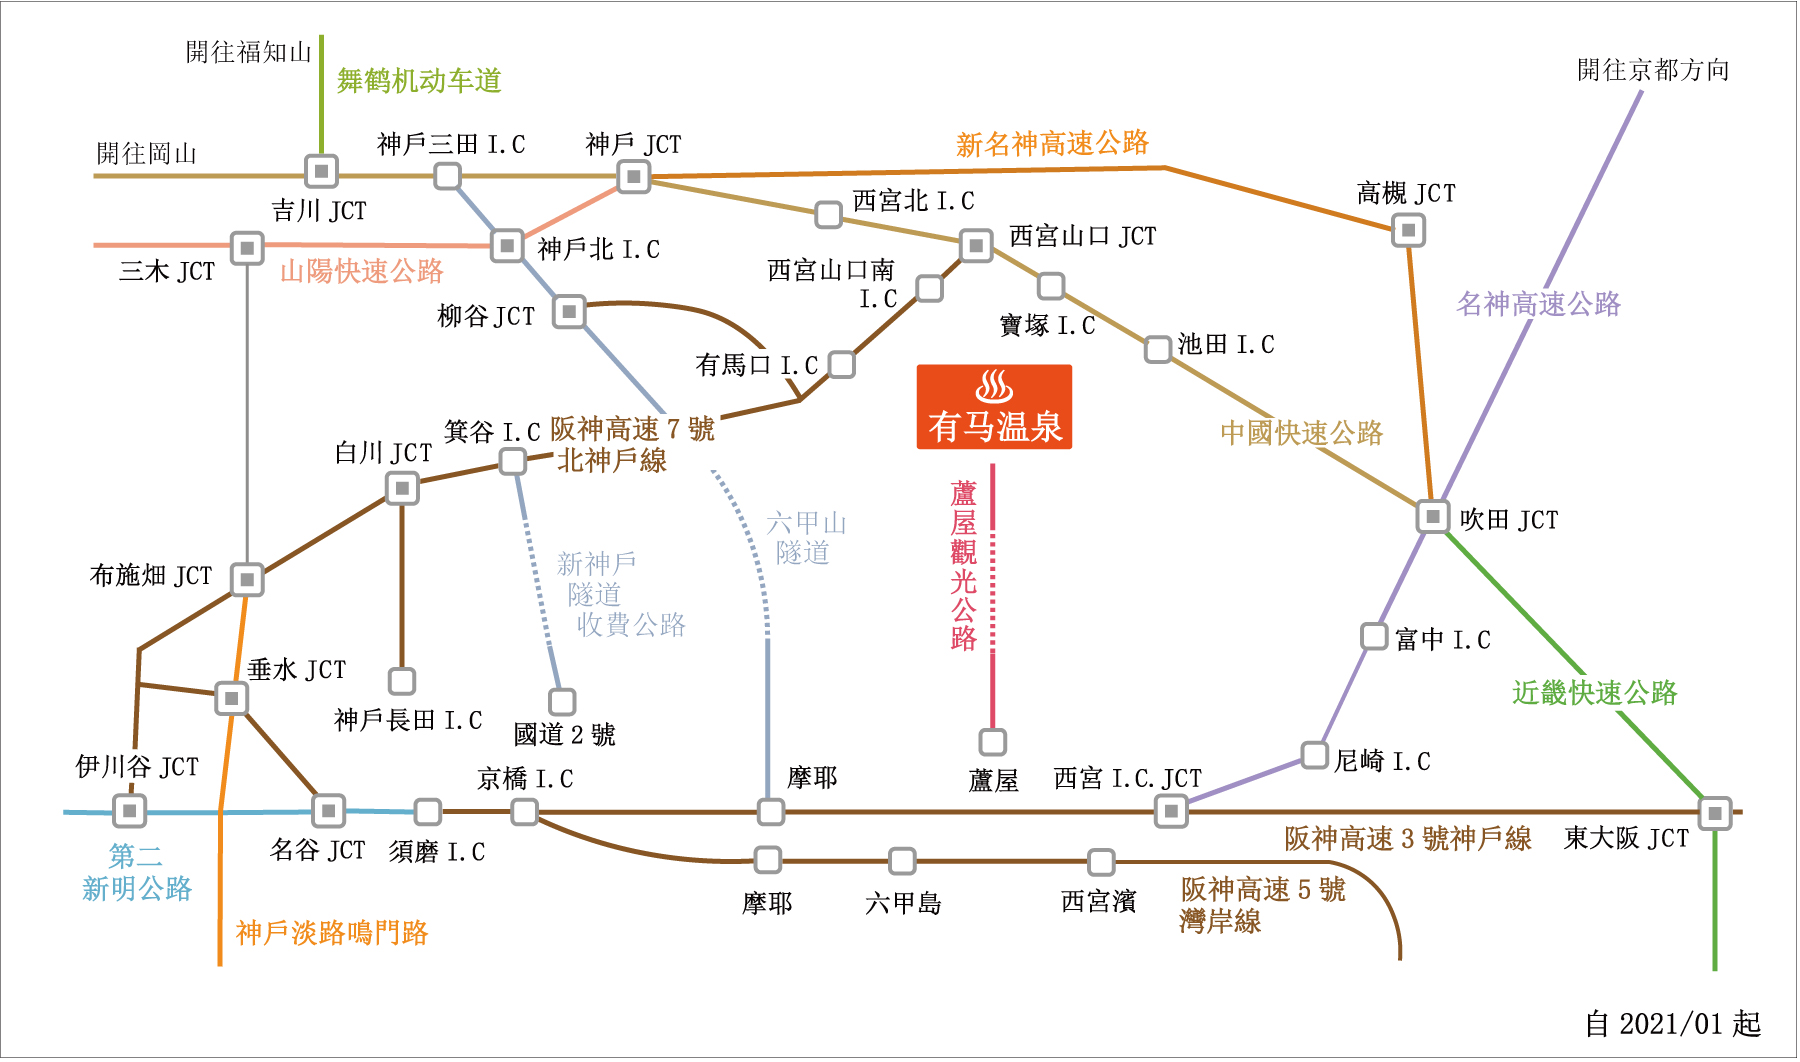 開往福知山
舞鹤机动车道
開往京都方向
開往岡山
神戶三田 I.C
神戶 JCT
新名神高速公路
吉川 JCT
西宮北 I.C
高槻 JCT
三木 JCT
山陽快速公路
神戶北 I.C
西宮山口 JCT
西宮山口南
I.C
柳谷 JCT
寶塚 I.C
池田 I.C
名神高速公路
有馬口 I.C
有马温泉
中國快速公路
白川 JCT
箕谷 I.C
阪神高速 7 號
北神戶線
蘆屋觀光公路
六甲山
隧道
吹田 JCT
布施畑 JCT
新神戶
隧道
收費公路
富中 I.C
垂水 JCT
神戶長田 I.C
國道 2 號
近畿快速公路
伊川谷 JCT
京橋 I.C
摩耶
蘆屋
西宮 I.C. JCT
尼崎 I.C
第二
新明公路
名谷 JCT
須磨 I.C
阪神高速 3 號神戶線
東大阪 JCT
摩耶
六甲島
西宮濱
阪神高速 5 號
灣岸線
神戶淡路鳴門路
自 2021/01 起